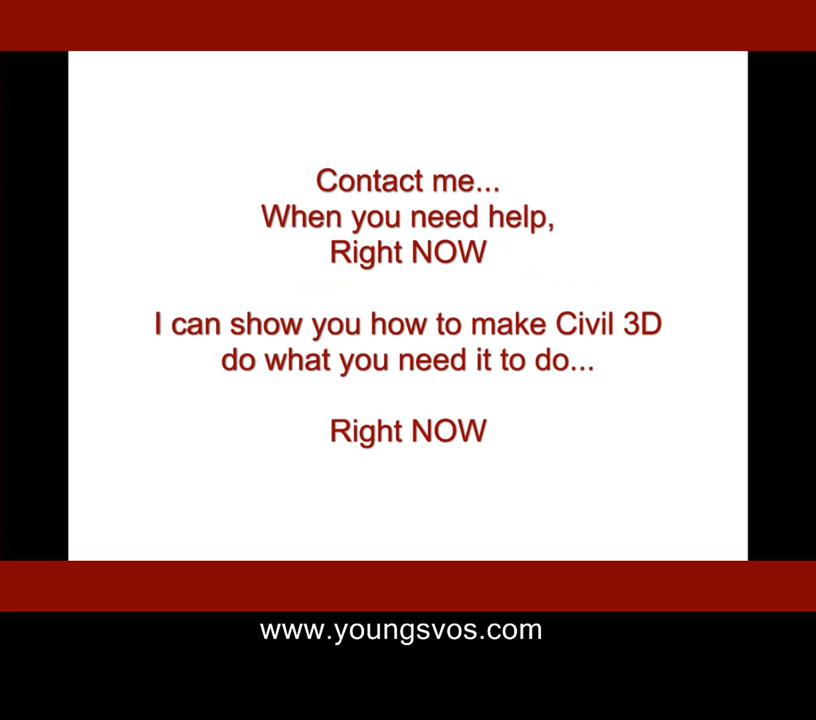 Contact me...
When you need help,
Right NOW
I can show you how to make Civil 3D
do what you need it to do...
Right NOW
www.youngsvos.com